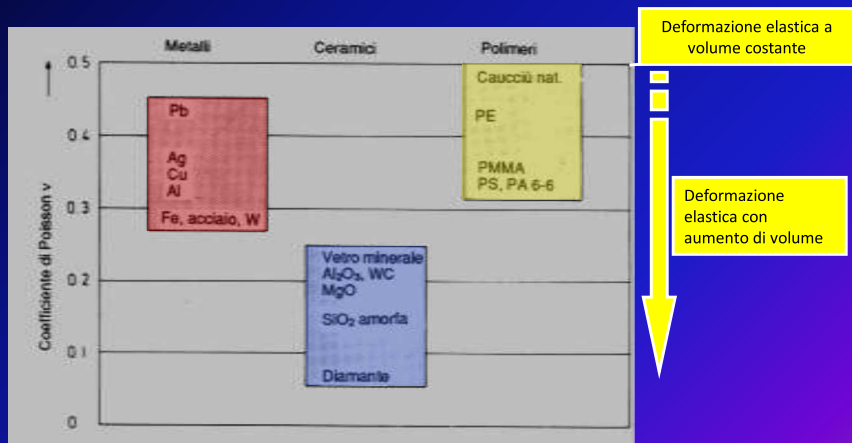 Deformazione elastica a
volume costante
Metalli
Ceramici
Polimeri
0.5
0.4
0.3
0.2
0.1
0
Coefficiente di Poisson ν
Pb
Ag
Cu
Al
Fe, acciaio, W
Vetro minerale
Al₂O₃, WC
MgO
SiO₂ amorfa
Diamante
Caucciù nat.
PE
PMMA
PS, PA 6-6
Deformazione
elastica con
aumento di volume